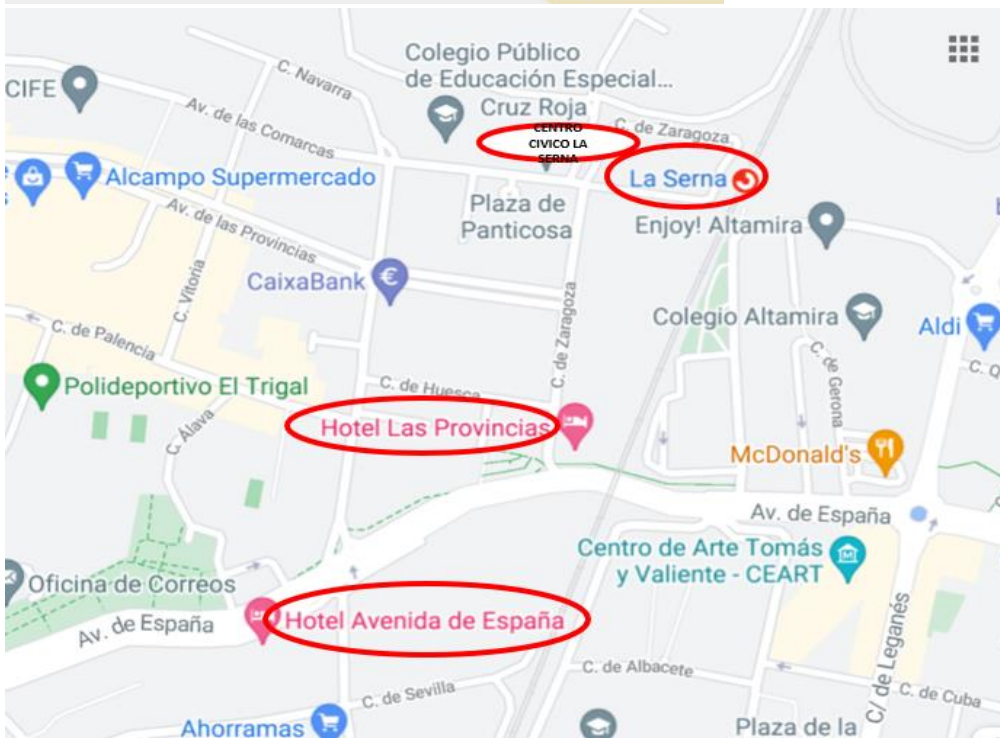 Colegio Público
de Educación Especial...
Cruz Roja
C. Navarra
CIFE
Av. de las Comarcas
CENTRO
CIVICO LA
SERNA
C. de Zaragoza
Alcampo Supermercado
La Serna
Plaza de
Panticosa
Enjoy! Altamira
Av. de las Provincias
C. Vitoria
CaixaBank
C. de Zaragoza
Colegio Altamira
Aldi
C. de Palencia
C. de Gerona
C. Q
Polideportivo El Trigal
C. de Huesca
Hotel Las Provincias
C. Álava
McDonald's
Av. de España
Centro de Arte Tomás
y Valiente - CEART
Oficina de Correos
Hotel Avenida de España
Av. de España
C/ de Leganés
C. de Albacete
C. de Sevilla
C. de Cuba
Ahorramas
Plaza de la